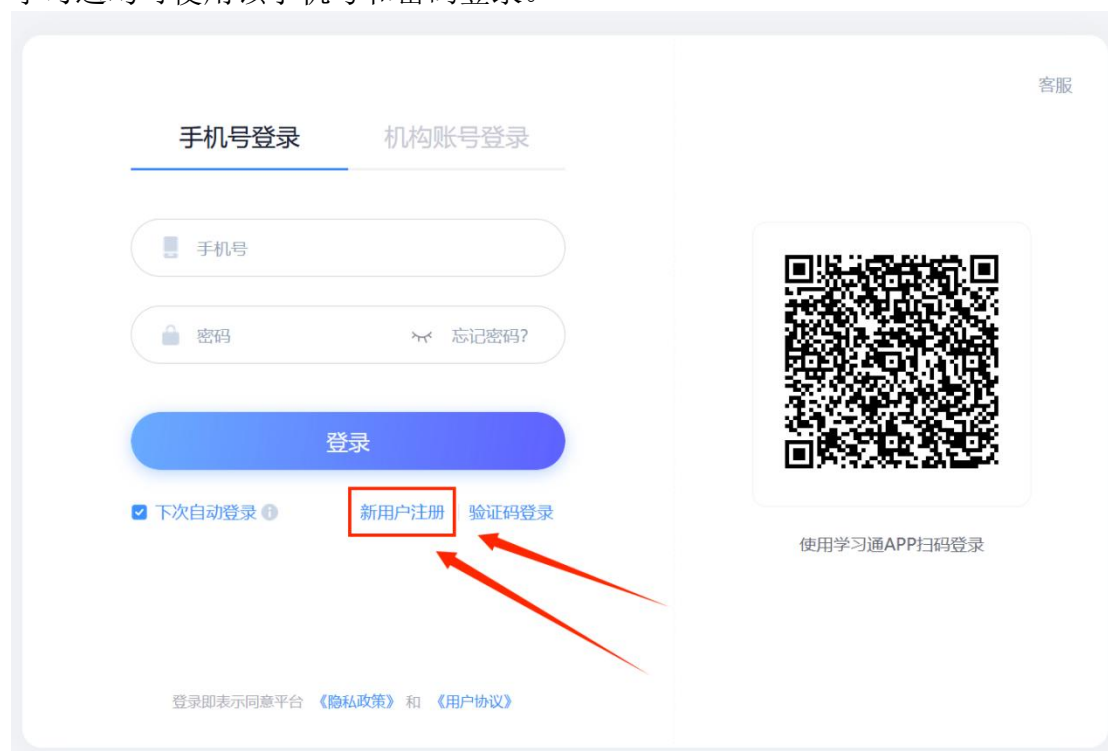 客服
手机号登录 机构账号登录
手机号
密码 忘记密码?
登录
下次自动登录 新用户注册 验证码登录
使用学习通APP扫码登录
登录即表示同意平台 《隐私政策》 和 《用户协议》